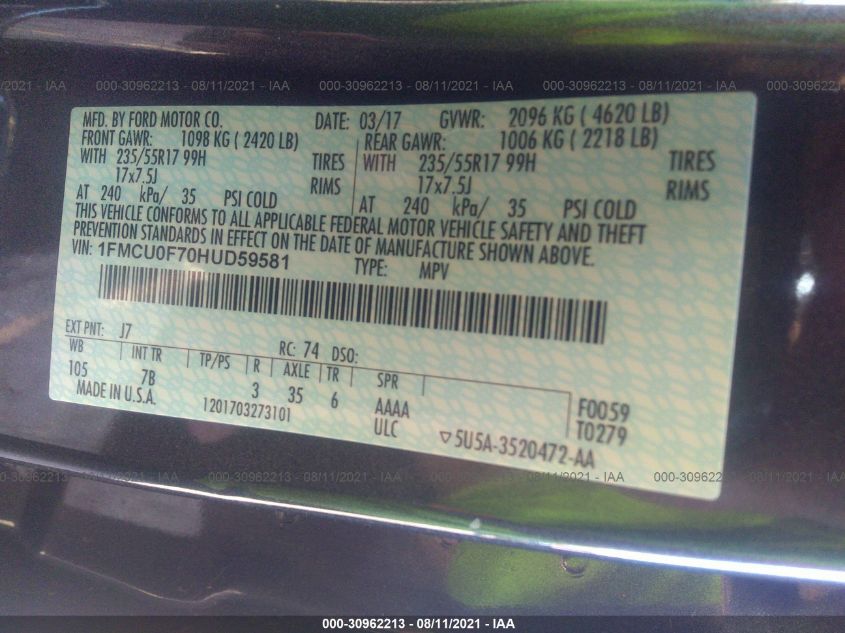 000-30962213 - 08/11/2021 - IAA
MFD. BY FORD MOTOR CO. DATE: 03/17 GVWR: 2096 KG ( 4620 LB)
FRONT GAWR: 1098 KG ( 2420 LB) REAR GAWR: 1006 KG ( 2218 LB)
WITH 235/55R17 99H TIRES WITH 235/55R17 99H TIRES
17x7.5J RIMS 17x7.5J RIMS
AT 240 kPa/ 35 PSI COLD AT 240 kPa/ 35 PSI COLD
THIS VEHICLE CONFORMS TO ALL APPLICABLE FEDERAL MOTOR VEHICLE SAFETY AND THEFT
PREVENTION STANDARDS IN EFFECT ON THE DATE OF MANUFACTURE SHOWN ABOVE.
VIN: 1FMCU0F70HUD59581 TYPE: MPV
EXT PNT: J7 RC: 74 DSO:
WB INT TR TP/PS R AXLE TR SPR
105 7B 3 35 6 AAAA F0059
MADE IN U.S.A. 1201703273101 ULC T0279
▽5U5A-3520472-AA
000-30962213 - 08/11/2021 - IAA
000-30962213 - 08/11/2021 - IAA